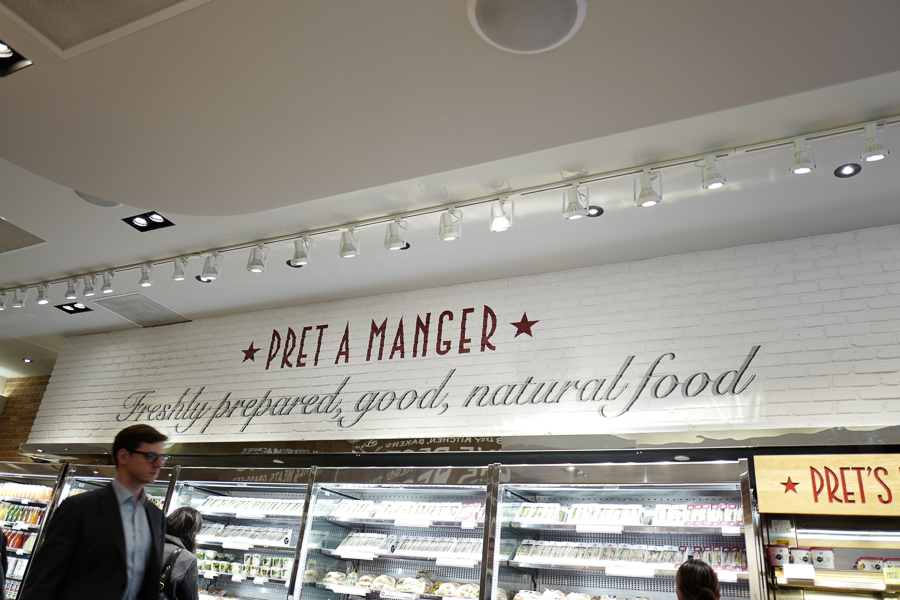 PRET A MANGER
Freshly prepared, good, natural food
PRET'S